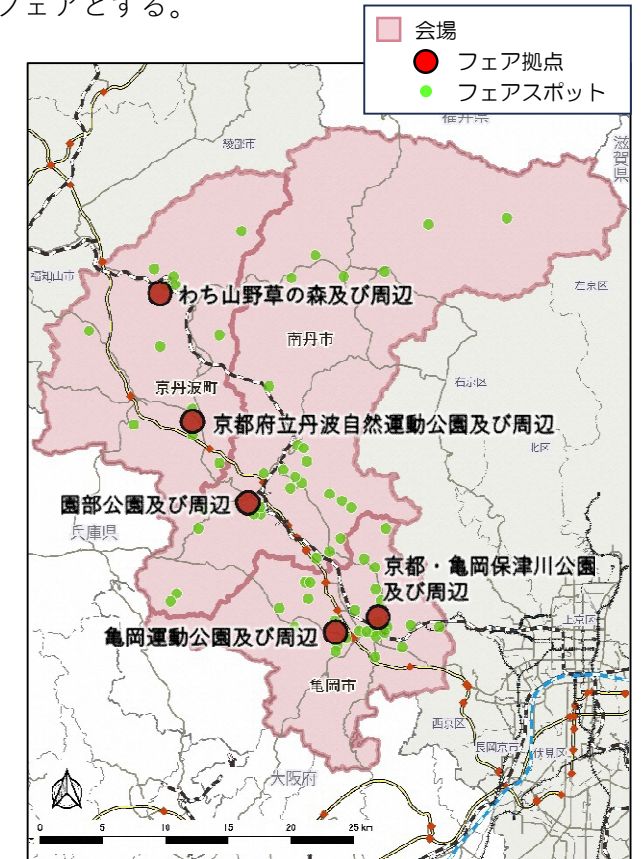 フェアとする。
会場
フェア拠点
フェアスポット
福井県
滋賀県
綾部市
福知山市
左京区
わち山野草の森及び周辺
南丹市
右京区
京丹波町
京都府立丹波自然運動公園及び周辺
北区
園部公園及び周辺
兵庫県
京都・亀岡保津川公園
及び周辺
上京区
亀岡運動公園及び周辺
亀岡市
西京区
長岡京市
伏見区
大阪府
0 5 10 15 20 25 km